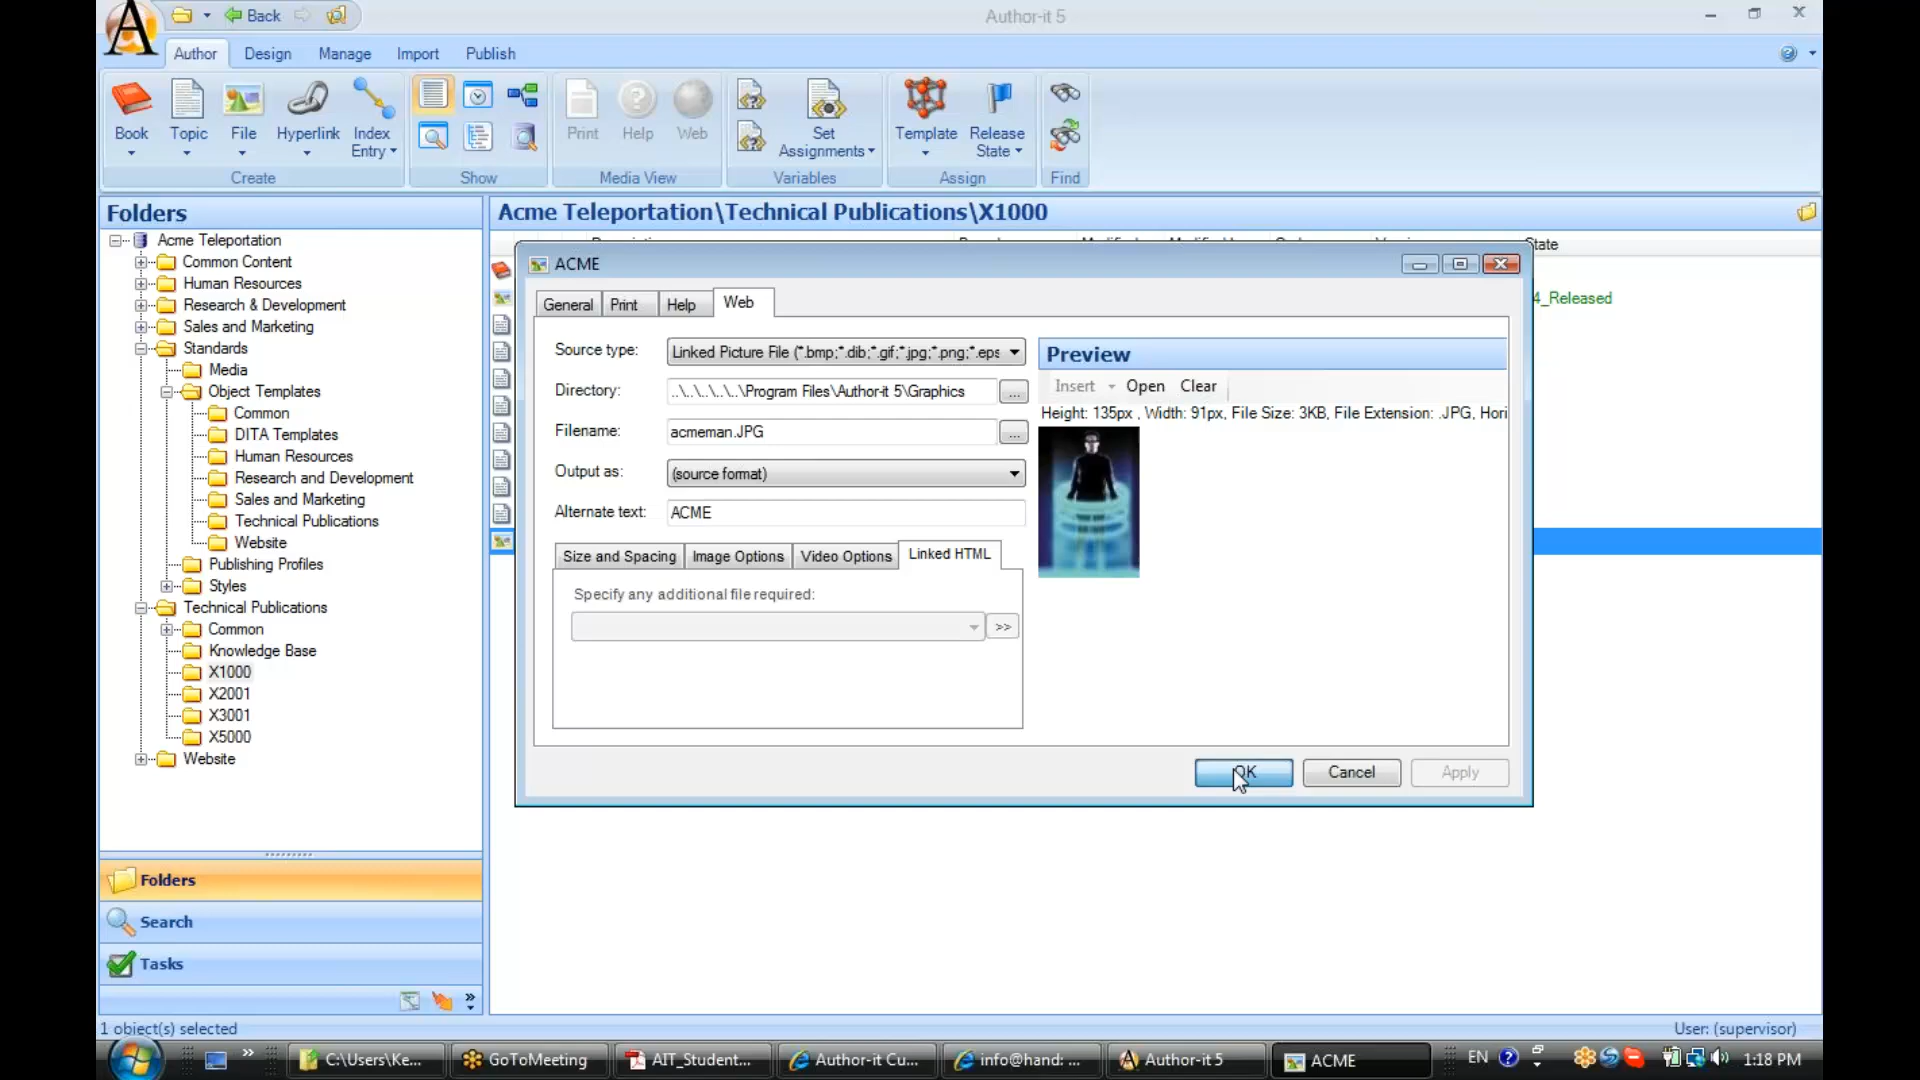 Back
Author-it 5
Author Design Manage Import Publish
Book Topic File Hyperlink Index Entry
Print Help Web
Set Assignments
Template Release State
Create Show Media View Variables Assign Find
Folders
Acme Teleportation\Technical Publications\X1000
Acme Teleportation
Common Content
Human Resources
Research & Development
Sales and Marketing
Standards
Media
Object Templates
Common
DITA Templates
Human Resources
Research and Development
Sales and Marketing
Technical Publications
Website
Publishing Profiles
Styles
Technical Publications
Common
Knowledge Base
X1000
X2001
X3001
X5000
Website
Folders
Search
Tasks
State
4_Released
ACME
General Print Help Web
Source type: Linked Picture File (*.bmp;*.dib;*.gif;*.jpg;*.png;*.eps
Directory: ..\..\..\..\..\Program Files\Author-it 5\Graphics ...
Filename: acmeman.JPG ...
Output as: (source format)
Alternate text: ACME
Size and Spacing Image Options Video Options Linked HTML
Specify any additional file required:
>>
Preview
Insert Open Clear
Height: 135px , Width: 91px, File Size: 3KB, File Extension: .JPG, Hori
OK Cancel Apply
1 object(s) selected
User: (supervisor)
C:\Users\Ke... GoToMeeting AIT_Student... Author-it Cu... info@hand: ... Author-it 5 ACME EN 1:18 PM